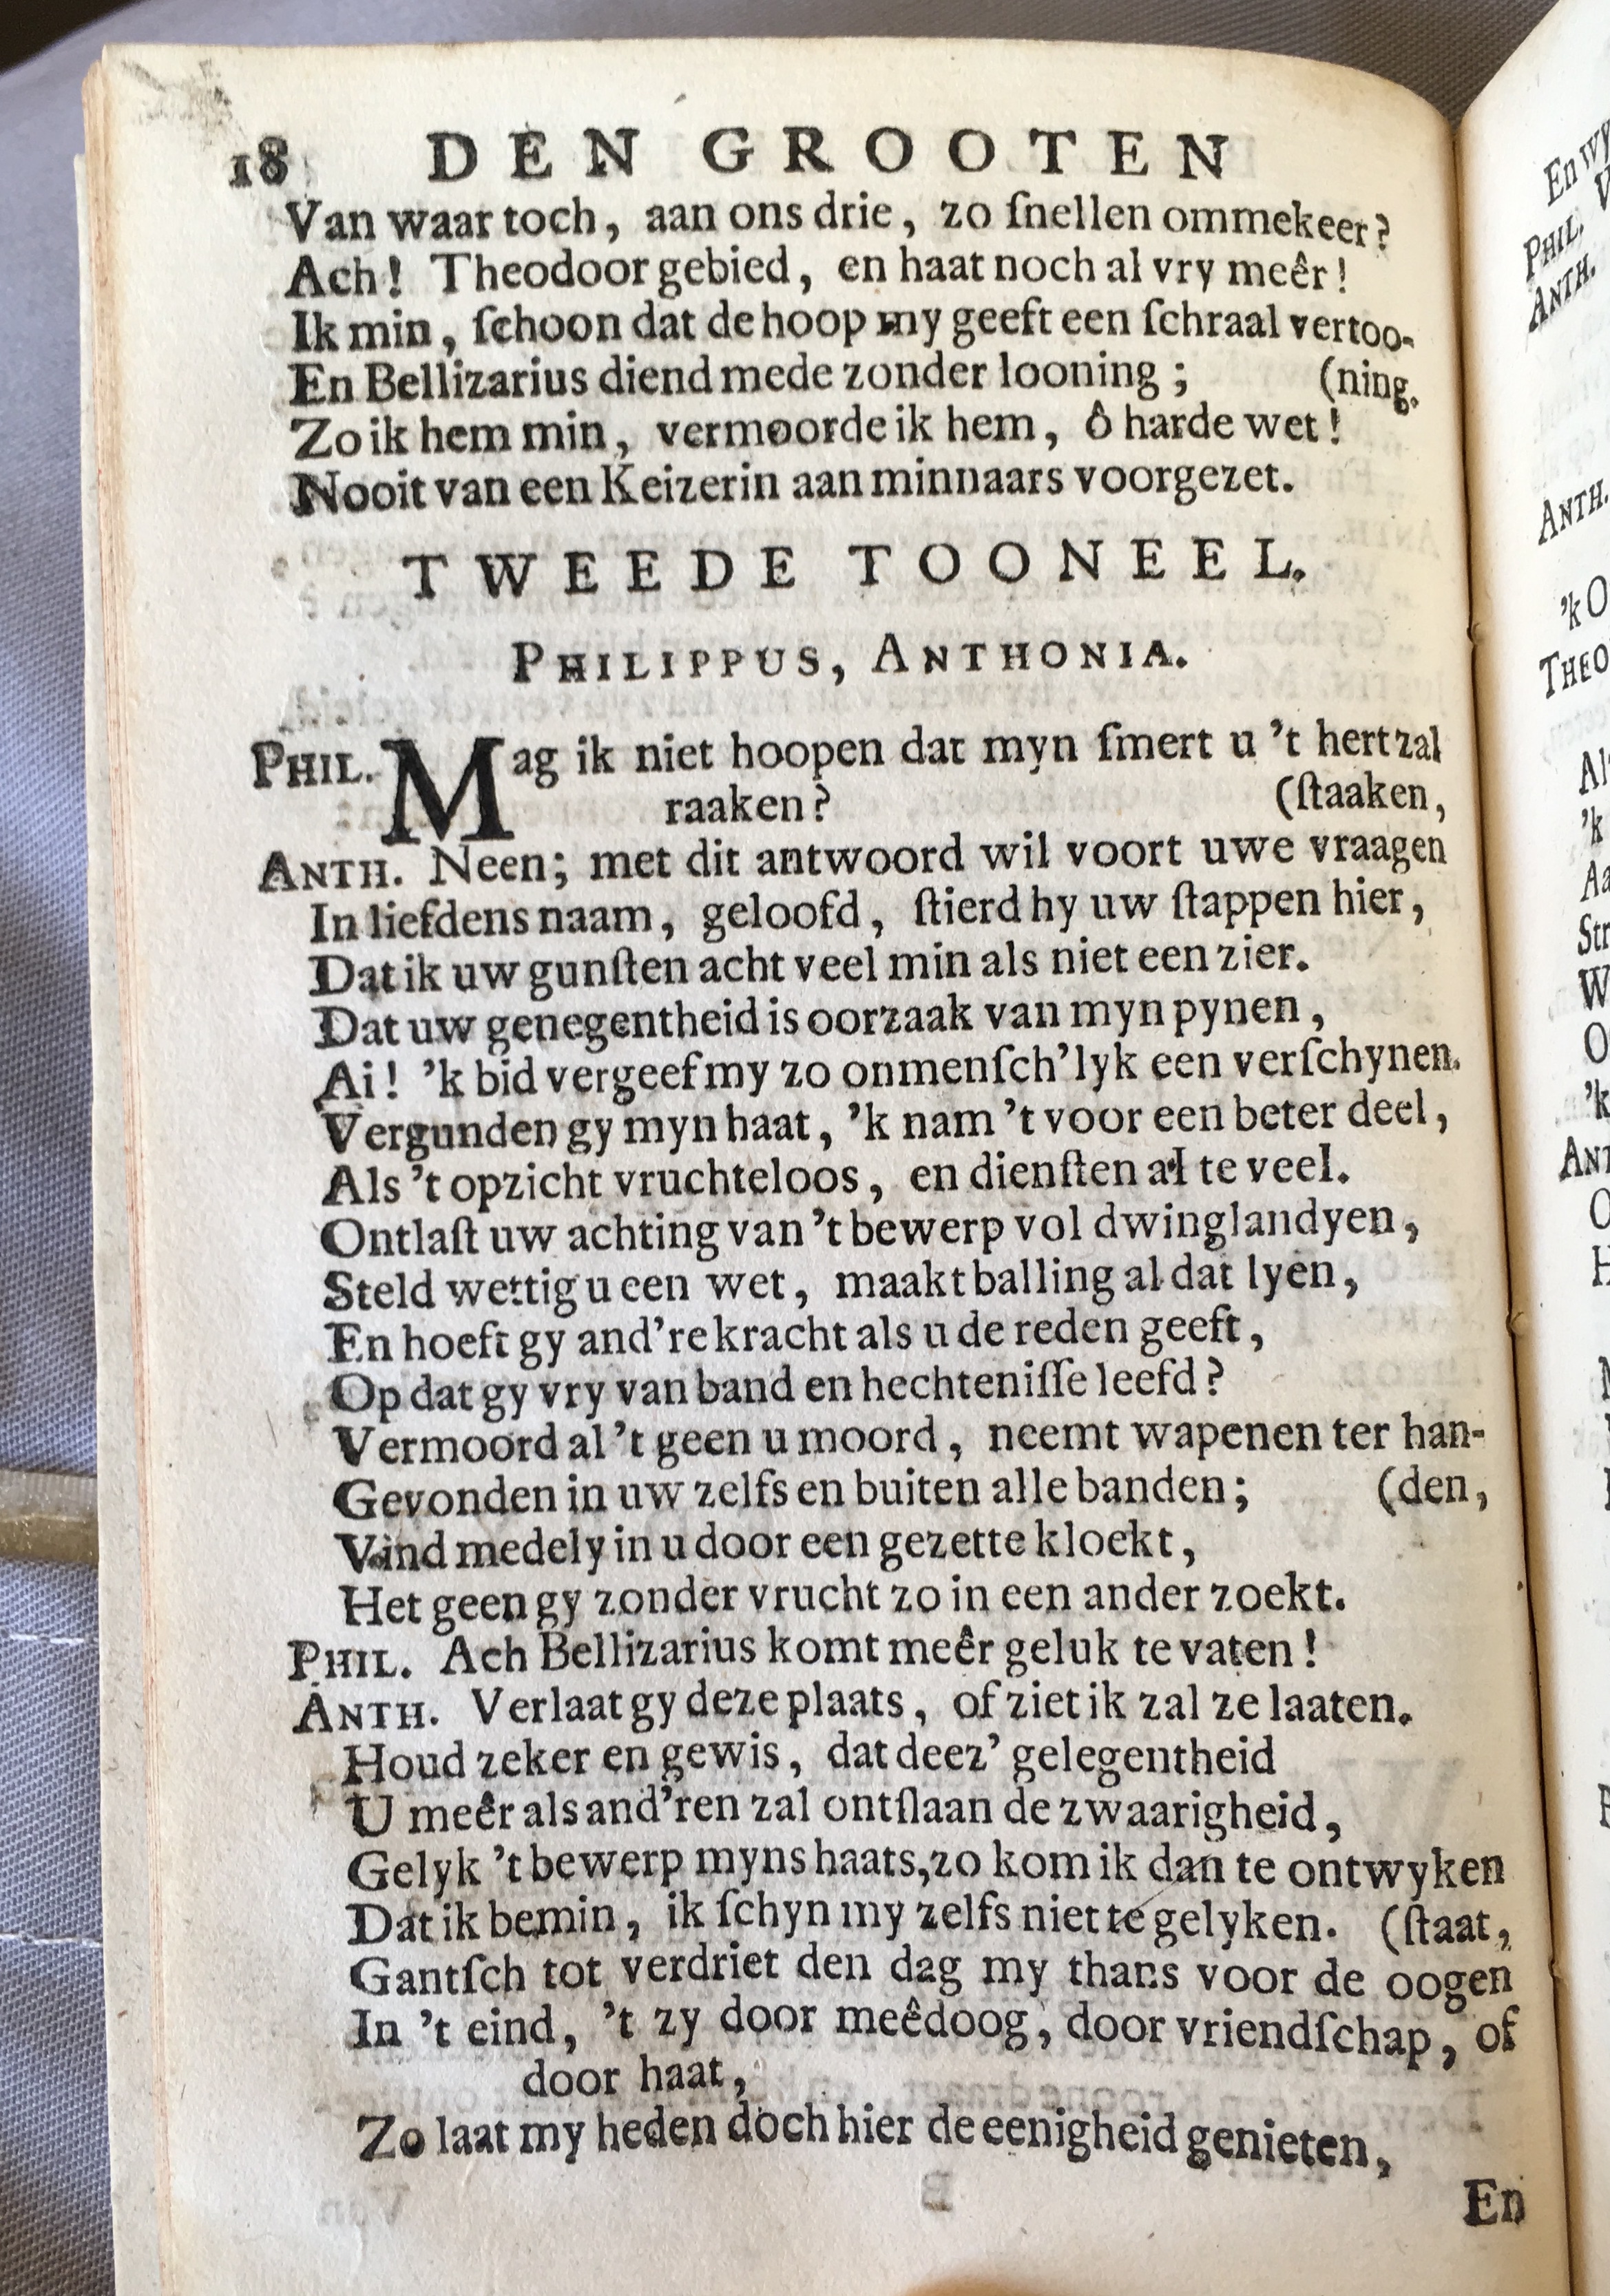 18 DEN GROOTEN
Van waar toch, aan ons drie, zo ſnellen ommekeer?
Ach! Theodoor gebied, en haat noch al vry meêr!
Ik min, ſchoon dat de hoop my geeft een ſchraal vertoo-
En Bellizarius diend mede zonder looning; (ning.
Zo ik hem min, vermoorde ik hem, ô harde wet!
Nooit van een Keizerin aan minnaars voorgezet.
TWEEDE TOONEEL.
PHILIPPUS, ANTHONIA.
PHIL. Mag ik niet hoopen dat myn ſmert u 't hert zal
raaken? (ſtaaken,
ANTH. Neen; met dit antwoord wil voort uwe vraagen
In liefdens naam, geloofd, ſtierd hy uw ſtappen hier,
Dat ik uw gunſten acht veel min als niet een zier.
Dat uw genegentheid is oorzaak van myn pynen,
Ai! 'k bid vergeef my zo onmenſch'lyk een verſchynen.
Vergunden gy myn haat, 'k nam 't voor een beter deel,
Als 't opzicht vruchteloos, en dienſten al te veel.
Ontlaſt uw achting van 't bewerp vol dwinglandyen,
Steld wettig u een wet, maakt balling al dat lyen,
En hoeft gy and're kracht als u de reden geeft,
Op dat gy vry van band en hechteniſſe leefd?
Vermoord al 't geen u moord, neemt wapenen ter han-
Gevonden in uw zelfs en buiten alle banden; (den,
Vind medely in u door een gezette kloekt,
Het geen gy zonder vrucht zo in een ander zoekt.
PHIL. Ach Bellizarius komt meêr geluk te vaten!
ANTH. Verlaat gy deze plaats, of ziet ik zal ze laaten.
Houd zeker en gewis, dat deez' gelegentheid
U meêr als and'ren zal ontſlaan de zwaarigheid,
Gelyk 't bewerp myns haats, zo kom ik dan te ontwyken
Dat ik bemin, ik ſchyn my zelfs niet te gelyken. (ſtaat,
Gantſch tot verdriet den dag my thans voor de oogen
In 't eind, 't zy door meêdoog, door vriendſchap, of
door haat,
Zo laat my heden doch hier de eenigheid genieten,
En
En wy
PHIL. V
ANTH.
ANTH.
'k O
THEO
Al
'k
Aa
Str
W
O
'k
ANT
O
H